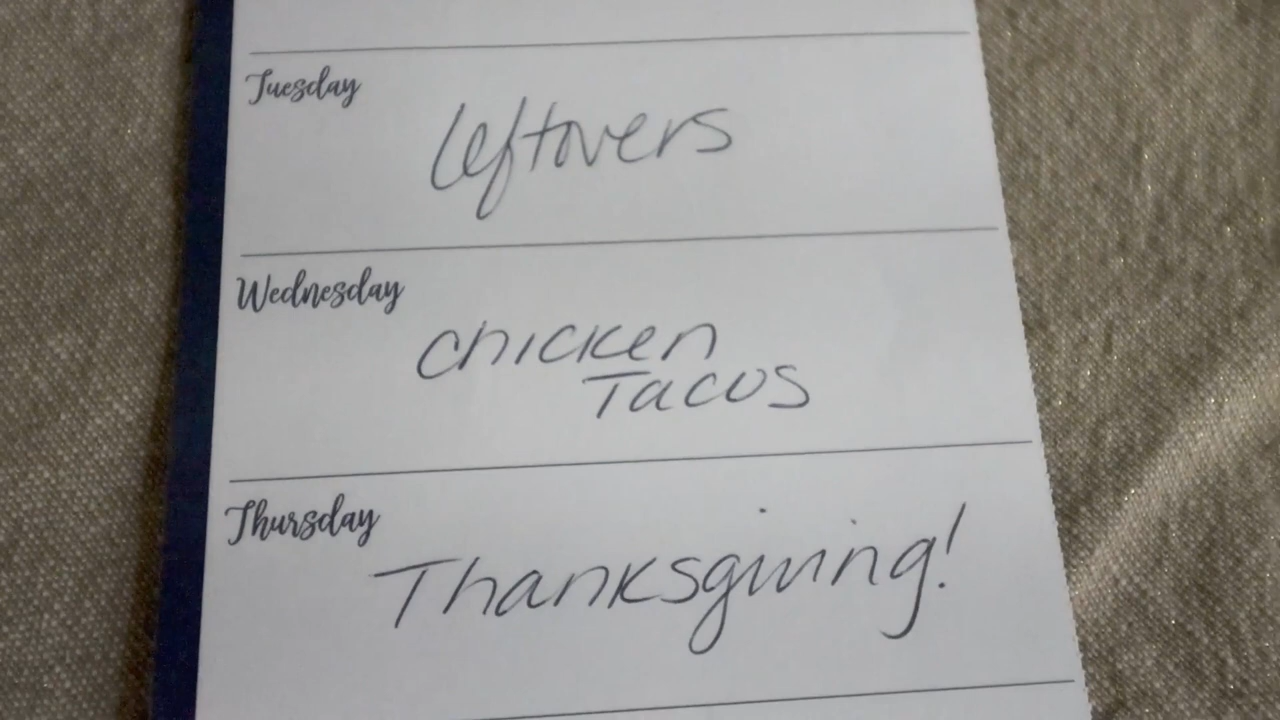 Tuesday
Leftovers
Wednesday
Chicken
Tacos
Thursday
Thanksgiving!